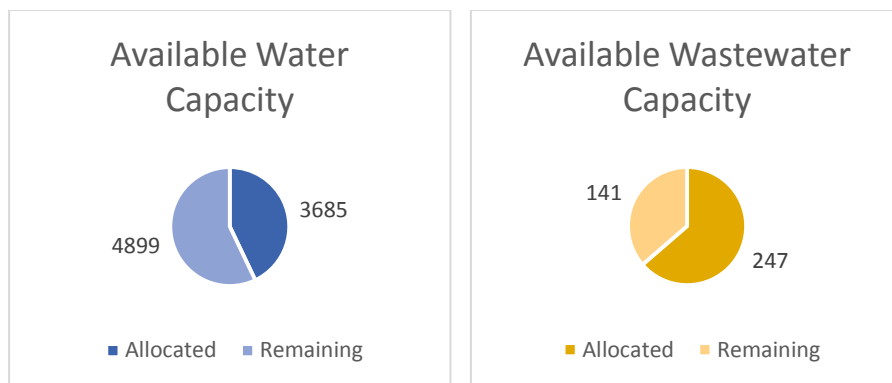 Available Water
Capacity
3685
4899
Allocated
Remaining
Available Wastewater
Capacity
141
247
Allocated
Remaining